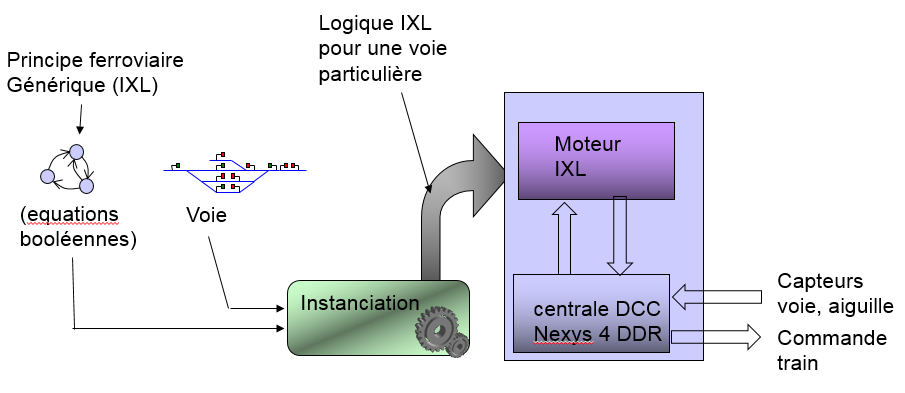 Logique IXL
pour une voie
particulière
Principe ferroviaire
Générique (IXL)
Moteur
IXL
(equations
booléennes)
Voie
Instanciation
centrale DCC
Nexys 4 DDR
Capteurs
voie, aiguille
Commande
train